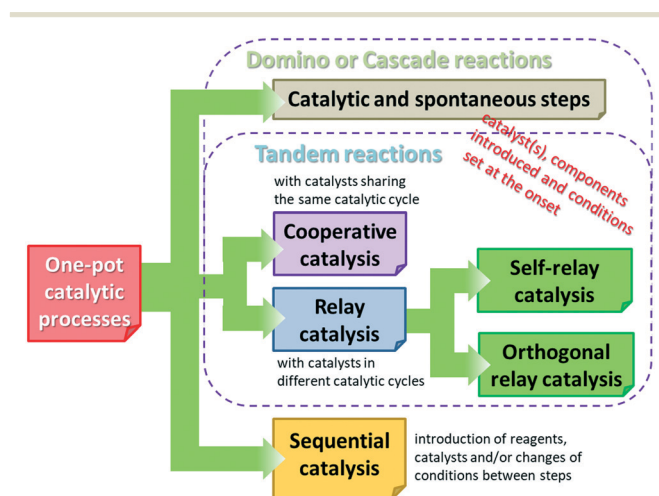 Domino or Cascade reactions
Catalytic and spontaneous steps
catalyst(s), components
introduced and conditions
set at the onset
Tandem reactions
with catalysts sharing
the same catalytic cycle
Cooperative
catalysis
One-pot
catalytic
processes
Relay
catalysis
with catalysts in
different catalytic cycles
Self-relay
catalysis
Orthogonal
relay catalysis
Sequential
catalysis
introduction of reagents,
catalysts and/or changes of
conditions between steps